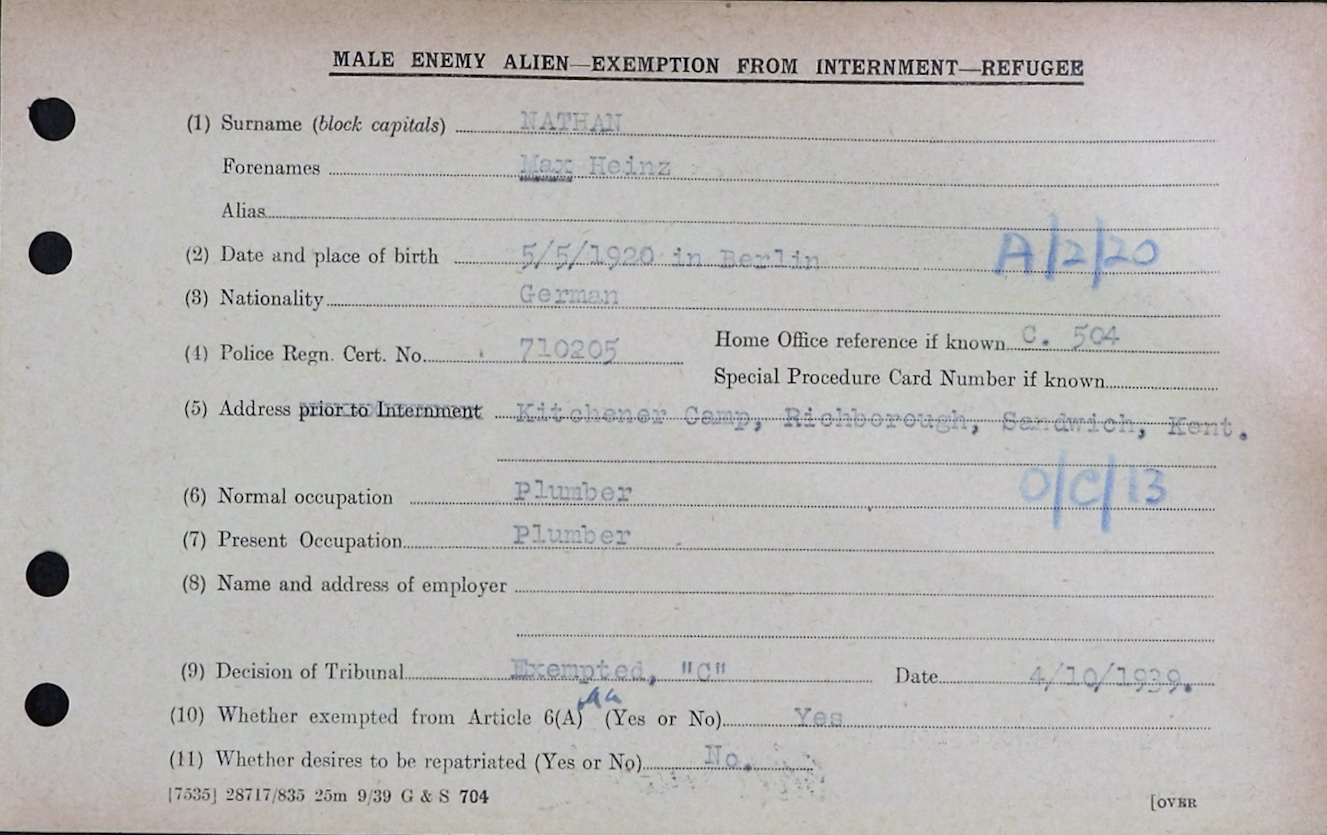 MALE ENEMY ALIEN—EXEMPTION FROM INTERNMENT—REFUGEE
(1) Surname (block capitals) NATHAN
Forenames Max Heinz
Alias
(2) Date and place of birth 5/5/1920 in Berlin A/2/20
(3) Nationality German
(4) Police Regn. Cert. No. 710205 Home Office reference if known C. 504
Special Procedure Card Number if known
(5) Address prior to Internment Kitchener Camp, Richborough, Sandwich, Kent.
(6) Normal occupation Plumber O/C/13
(7) Present Occupation Plumber
(8) Name and address of employer
(9) Decision of Tribunal Exempted, "C" Date 4/10/1939.
(10) Whether exempted from Article 6(A) (Yes or No) Yes
(11) Whether desires to be repatriated (Yes or No) No.
[7535] 28717/835 25m 9/39 G & S 704 [OVER